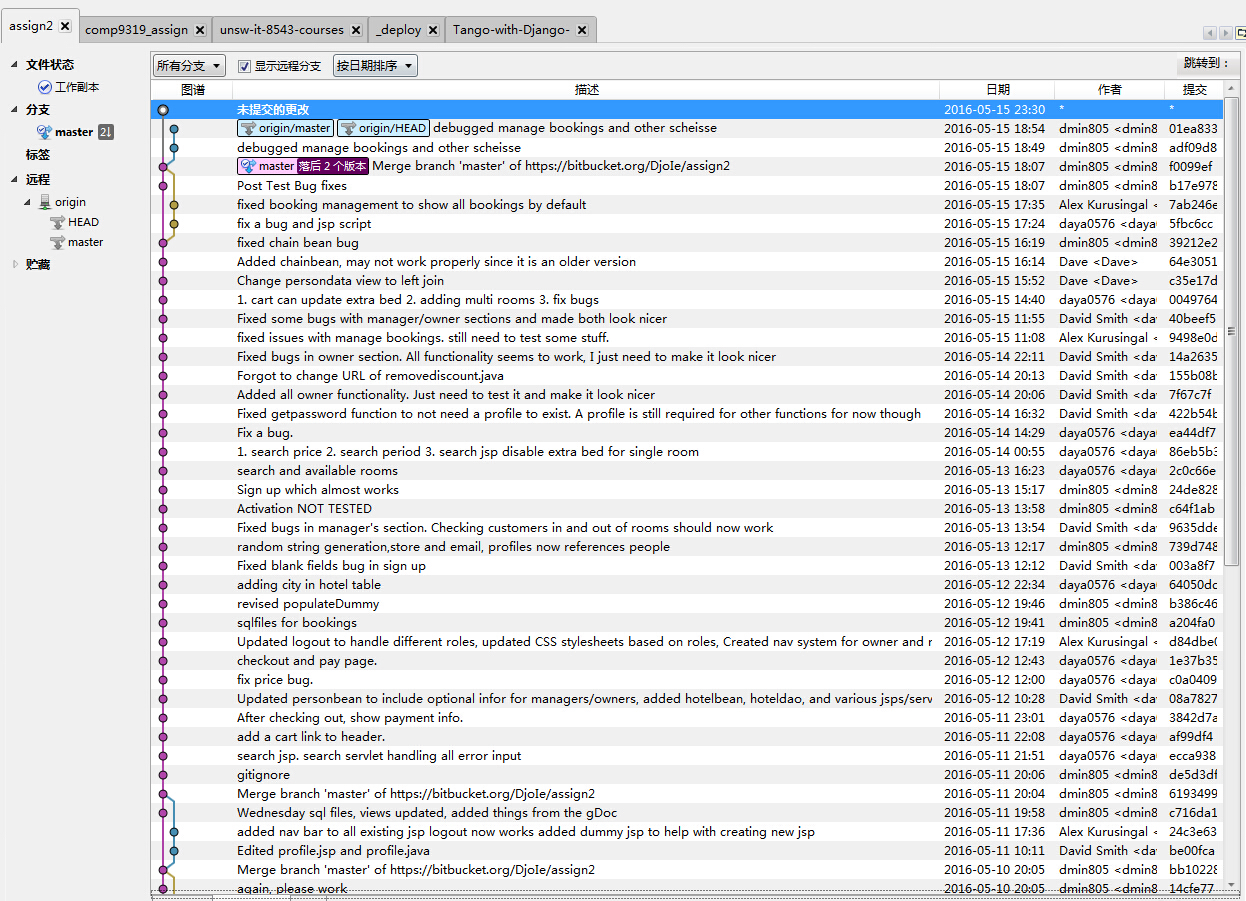 assign2 comp9319_assign unsw-it-8543-courses _deploy Tango-with-Django-
文件状态
工作副本
分支
master 2
标签
远程
origin
HEAD
master
贮藏
所有分支 显示远程分支 按日期排序 跳转到：
图谱 描述 日期 作者 提交
未提交的更改 2016-05-15 23:30 * *
origin/master origin/HEAD debugged manage bookings and other scheisse 2016-05-15 18:54 dmin805 <dmin8 01ea833
debugged manage bookings and other scheisse 2016-05-15 18:49 dmin805 <dmin8 adf09d8
master 落后 2 个版本 Merge branch 'master' of https://bitbucket.org/DjoIe/assign2 2016-05-15 18:07 dmin805 <dmin8 f0099ef
Post Test Bug fixes 2016-05-15 18:07 dmin805 <dmin8 b17e978
fixed booking management to show all bookings by default 2016-05-15 17:35 Alex Kurusingal < 7ab246e
fix a bug and jsp script 2016-05-15 17:24 daya0576 <daya 5fbc6cc
fixed chain bean bug 2016-05-15 16:19 dmin805 <dmin8 39212e2
Added chainbean, may not work properly since it is an older version 2016-05-15 16:14 Dave <Dave> 64e3051
Change persondata view to left join 2016-05-15 15:52 Dave <Dave> c35e17d
1. cart can update extra bed 2. adding multi rooms 3. fix bugs 2016-05-15 14:40 daya0576 <daya 0049764
Fixed some bugs with manager/owner sections and made both look nicer 2016-05-15 11:55 David Smith <da 40beef5
fixed issues with manage bookings. still need to test some stuff. 2016-05-15 11:08 Alex Kurusingal < 9498e0d
Fixed bugs in owner section. All functionality seems to work, I just need to make it look nicer 2016-05-14 22:11 David Smith <da 14a2635
Forgot to change URL of removediscount.java 2016-05-14 20:13 David Smith <da 155b08b
Added all owner functionality. Just need to test it and make it look nicer 2016-05-14 20:06 David Smith <da 7f67c7f
Fixed getpassword function to not need a profile to exist. A profile is still required for other functions for now though 2016-05-14 16:32 David Smith <da 422b54b
Fix a bug. 2016-05-14 14:29 daya0576 <daya ea44df7
1. search price 2. search period 3. search jsp disable extra bed for single room 2016-05-14 00:55 daya0576 <daya 86eb5b3
search and available rooms 2016-05-13 16:23 daya0576 <daya 2c0c66e
Sign up which almost works 2016-05-13 15:17 dmin805 <dmin8 24de828
Activation NOT TESTED 2016-05-13 13:58 dmin805 <dmin8 c64f1ab
Fixed bugs in manager's section. Checking customers in and out of rooms should now work 2016-05-13 13:54 David Smith <da 9635dde
random string generation,store and email, profiles now references people 2016-05-13 12:17 dmin805 <dmin8 739d748
Fixed blank fields bug in sign up 2016-05-13 12:12 David Smith <da 003a8f7
adding city in hotel table 2016-05-12 22:34 daya0576 <daya 64050dc
revised populateDummy 2016-05-12 19:46 dmin805 <dmin8 b386c46
sqlfiles for bookings 2016-05-12 19:41 dmin805 <dmin8 a204fa0
Updated logout to handle different roles, updated CSS stylesheets based on roles, Created nav system for owner and 2016-05-12 17:19 Alex Kurusingal < d84dbe0
checkout and pay page. 2016-05-12 12:43 daya0576 <daya 1e37b35
fix price bug. 2016-05-12 12:00 daya0576 <daya c0a0409
Updated personbean to include optional infor for managers/owners, added hotelbean, hoteldao, and various jsps/serv 2016-05-12 10:28 David Smith <da 08a7827
After checking out, show payment info. 2016-05-11 23:01 daya0576 <daya 3842d7a
add a cart link to header. 2016-05-11 22:08 daya0576 <daya af99df4
search jsp. search servlet handling all error input 2016-05-11 21:51 daya0576 <daya ecca938
gitignore 2016-05-11 20:06 dmin805 <dmin8 de5d3df
Merge branch 'master' of https://bitbucket.org/DjoIe/assign2 2016-05-11 20:04 dmin805 <dmin8 6193499
Wednesday sql files, views updated, added things from the gDoc 2016-05-11 19:58 dmin805 <dmin8 c716da1
added nav bar to all existing jsp logout now works added dummy jsp to help with creating new jsp 2016-05-11 17:36 Alex Kurusingal < 24c3e63
Edited profile.jsp and profile.java 2016-05-11 10:11 David Smith <da be00fca
Merge branch 'master' of https://bitbucket.org/DjoIe/assign2 2016-05-10 20:05 dmin805 <dmin8 bb10228
again, please work 2016-05-10 20:05 dmin805 <dmin8 14cfe77